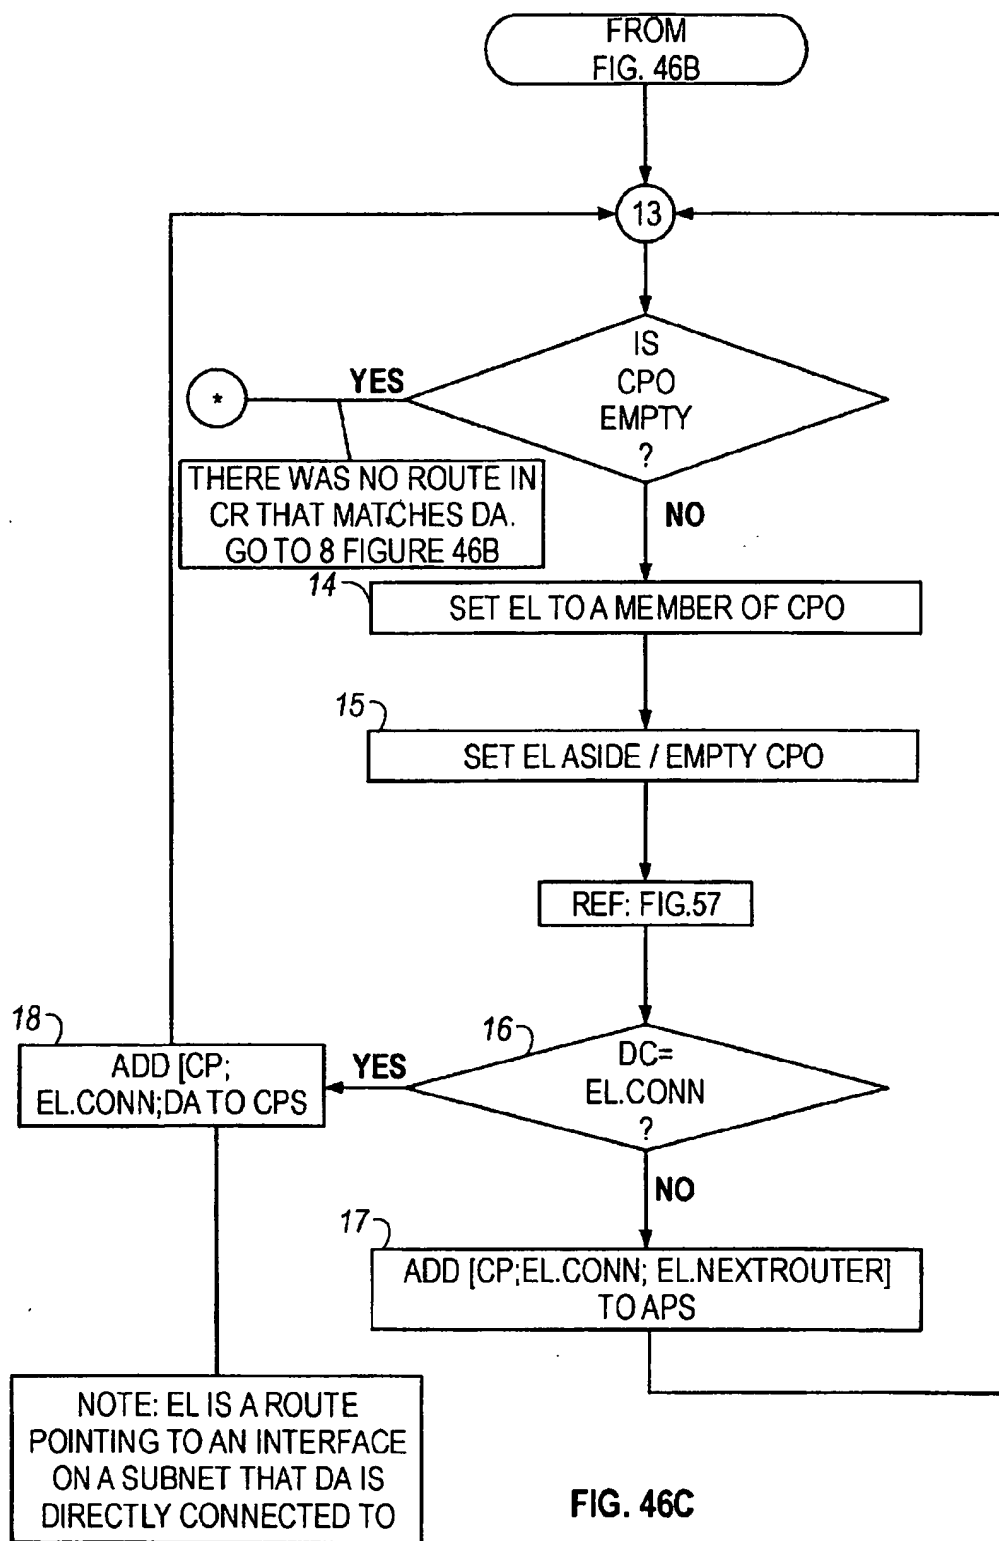 FROM
FIG. 46B
13
IS
CPO
EMPTY
?
YES
*
THERE WAS NO ROUTE IN
CR THAT MATCHES DA.
GO TO 8 FIGURE 46B
NO
14
SET EL TO A MEMBER OF CPO
15
SET EL ASIDE / EMPTY CPO
REF: FIG.57
16
DC=
EL.CONN
?
YES
18
ADD [CP;
EL.CONN;DA TO CPS
NO
17
ADD [CP;EL.CONN; EL.NEXTROUTER]
TO APS
NOTE: EL IS A ROUTE
POINTING TO AN INTERFACE
ON A SUBNET THAT DA IS
DIRECTLY CONNECTED TO
FIG. 46C